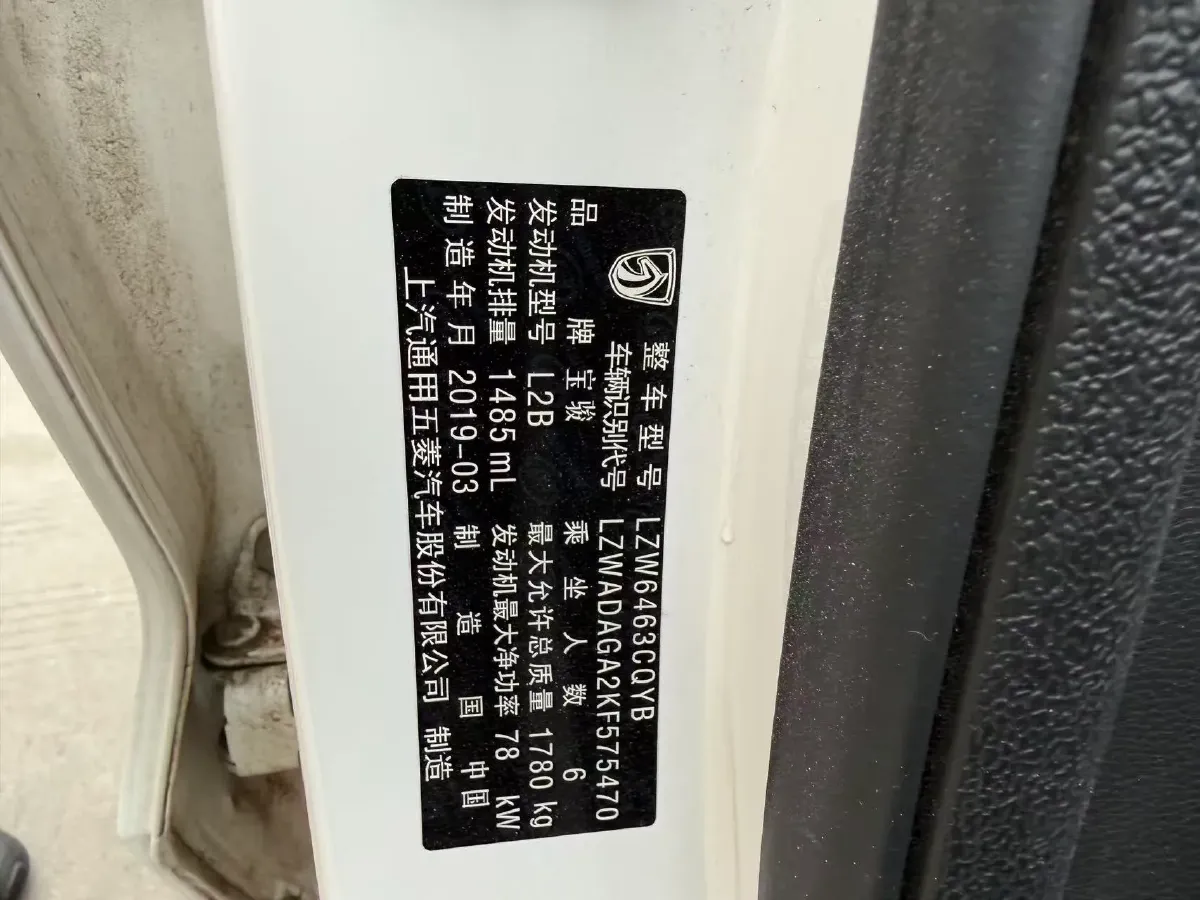 整车型号 LZW6463CQYB
车辆识别代号 LZWADAGA2KF575470
品牌 宝骏 乘坐人数 6
发动机型号 L2B 最大允许总质量 1780 kg
发动机排量 1485 mL 发动机最大净功率 78 kW
制造年月 2019-03 制造国 中国
上汽通用五菱汽车股份有限公司 制造